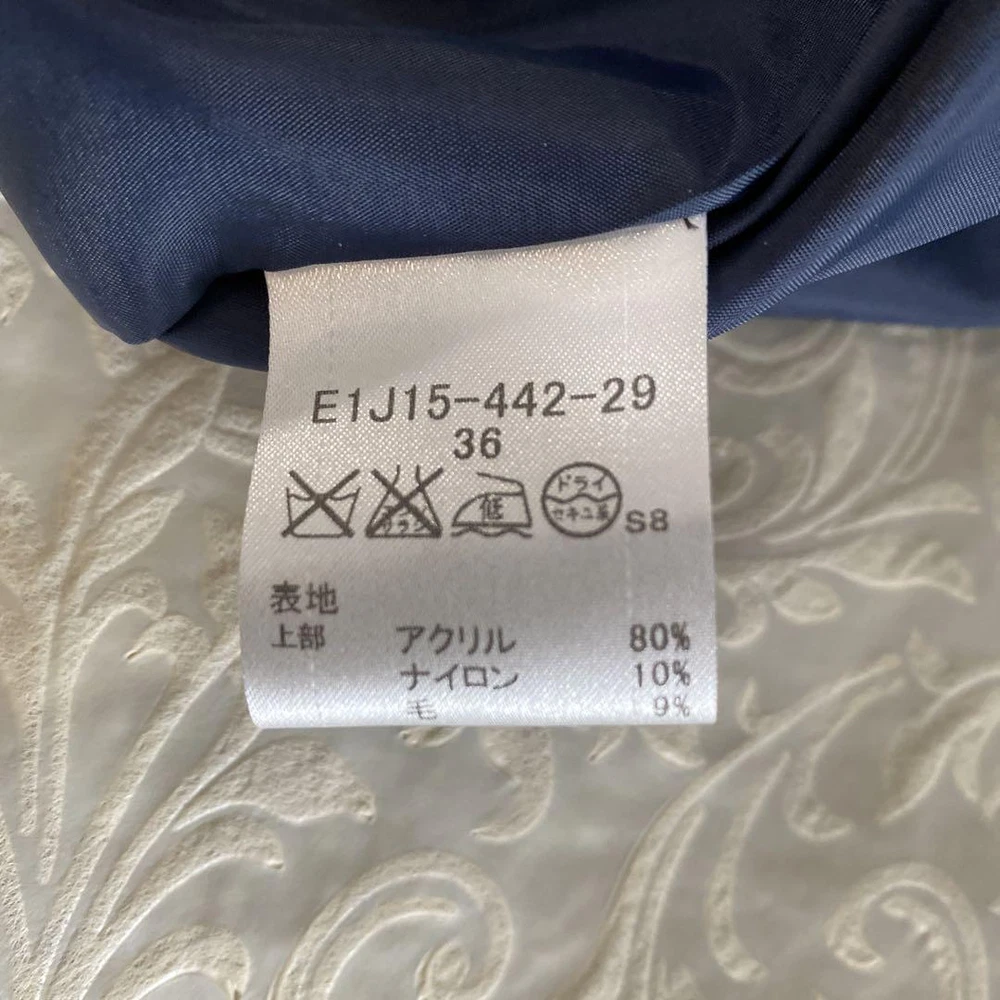 E1J15-442-29
36
低 ドライ
セキユ系
S8
表地
上部 アクリル 80%
ナイロン 10%
毛 9%